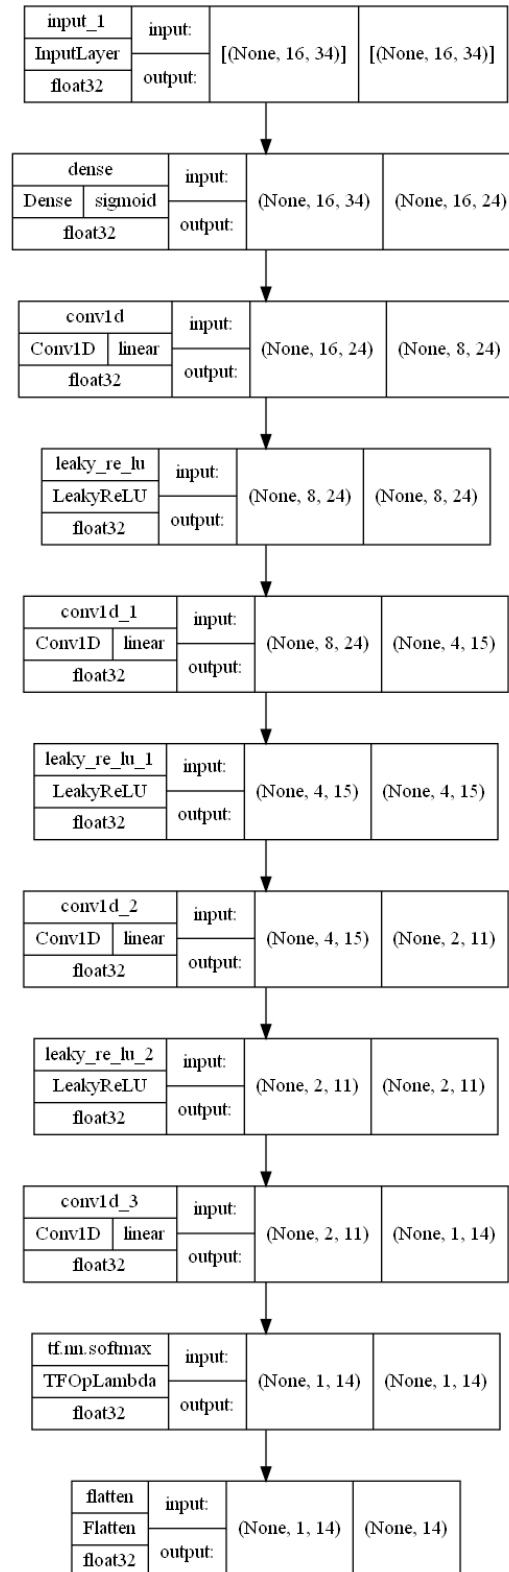 input_1
InputLayer
float32
input:
output:
[(None, 16, 34)]
[(None, 16, 34)]
dense
Dense
sigmoid
float32
input:
output:
(None, 16, 34)
(None, 16, 24)
conv1d
Conv1D
linear
float32
input:
output:
(None, 16, 24)
(None, 8, 24)
leaky_re_lu
LeakyReLU
float32
input:
output:
(None, 8, 24)
(None, 8, 24)
conv1d_1
Conv1D
linear
float32
input:
output:
(None, 8, 24)
(None, 4, 15)
leaky_re_lu_1
LeakyReLU
float32
input:
output:
(None, 4, 15)
(None, 4, 15)
conv1d_2
Conv1D
linear
float32
input:
output:
(None, 4, 15)
(None, 2, 11)
leaky_re_lu_2
LeakyReLU
float32
input:
output:
(None, 2, 11)
(None, 2, 11)
conv1d_3
Conv1D
linear
float32
input:
output:
(None, 2, 11)
(None, 1, 14)
tf.nn.softmax
TFOpLambda
float32
input:
output:
(None, 1, 14)
(None, 1, 14)
flatten
Flatten
float32
input:
output:
(None, 1, 14)
(None, 14)